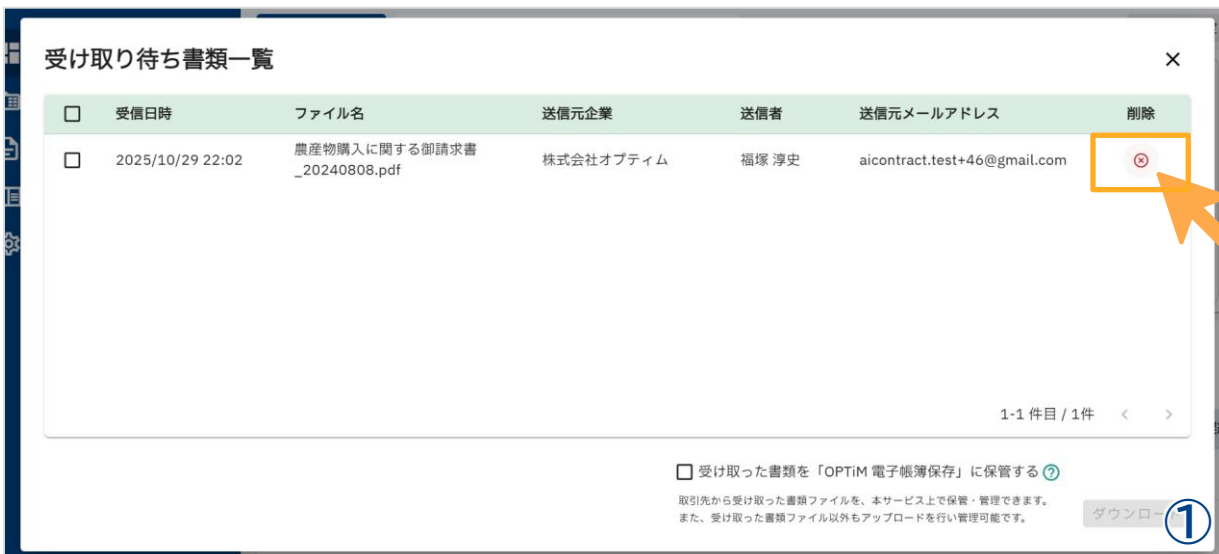 受け取り待ち書類一覧
受信日時 ファイル名 送信元企業 送信者 送信元メールアドレス 削除
2025/10/29 22:02 農産物購入に関する御請求書 株式会社オプティム 福塚 淳史 aicontract.test+46@gmail.com
_20240808.pdf
1-1 件目 / 1件
受け取った書類を「OPTiM 電子帳簿保存」に保管する ?
取引先から受け取った書類ファイルを、本サービス上で保管・管理できます。
また、受け取った書類ファイル以外もアップロードを行い管理可能です。
ダウンロード
①